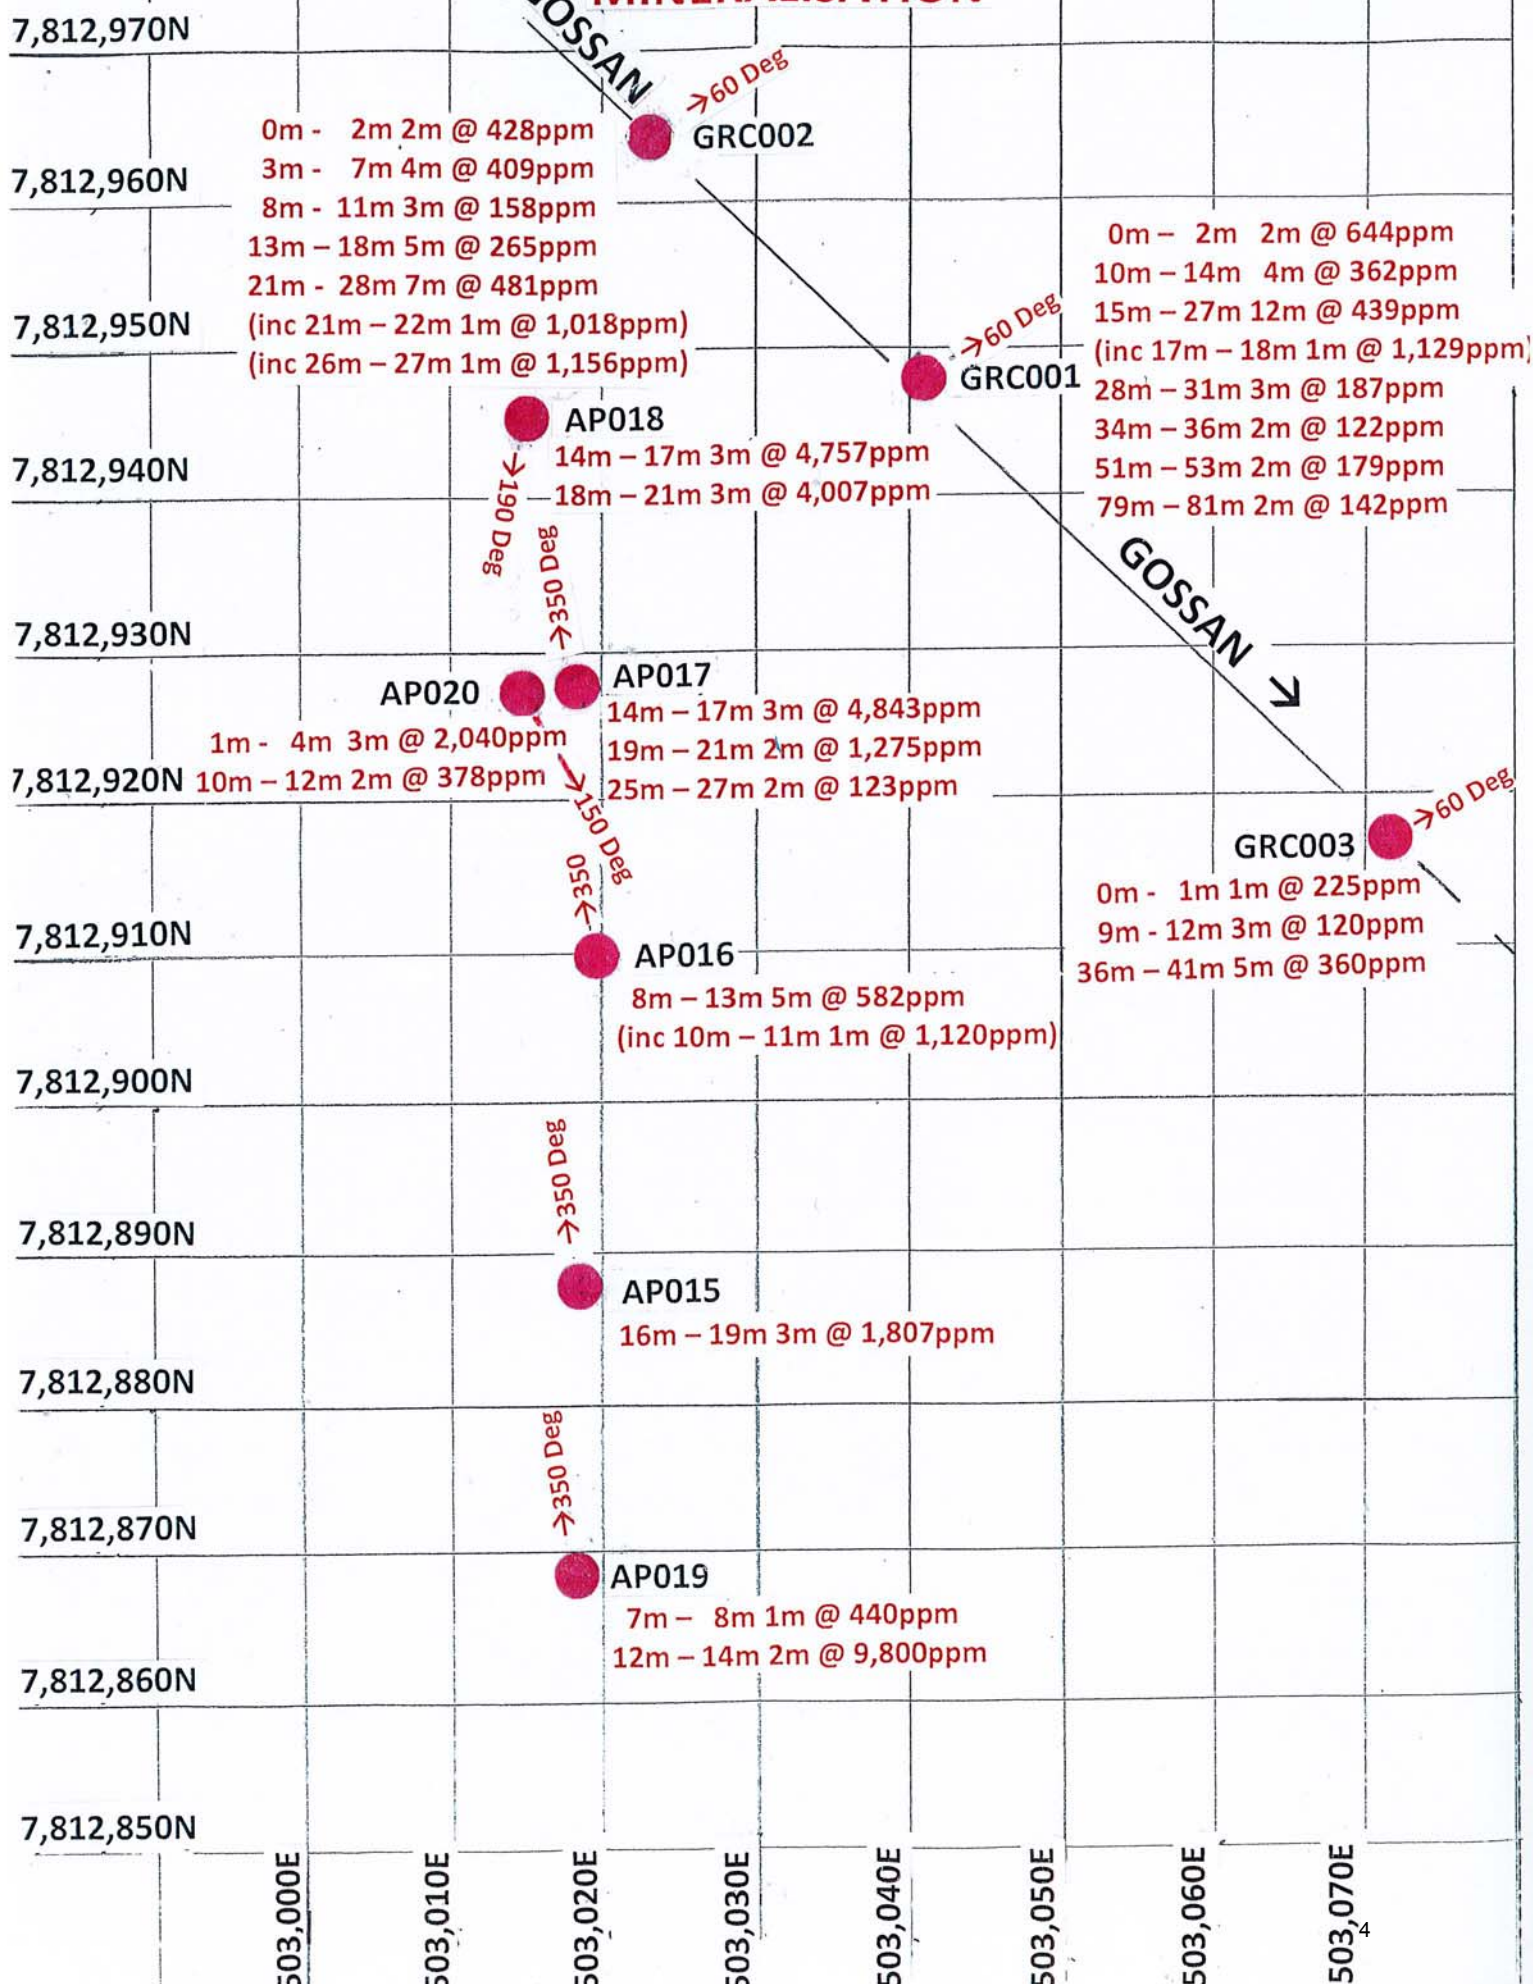 MINERALISATION
7,812,970N
GOSSAN
→60 Deg
GRC002
0m - 2m 2m @ 428ppm
3m - 7m 4m @ 409ppm
8m - 11m 3m @ 158ppm
13m – 18m 5m @ 265ppm
21m - 28m 7m @ 481ppm
(inc 21m – 22m 1m @ 1,018ppm)
(inc 26m – 27m 1m @ 1,156ppm)
7,812,960N
7,812,950N
→60 Deg
GRC001
0m – 2m 2m @ 644ppm
10m – 14m 4m @ 362ppm
15m – 27m 12m @ 439ppm
(inc 17m – 18m 1m @ 1,129ppm)
28m – 31m 3m @ 187ppm
34m – 36m 2m @ 122ppm
51m – 53m 2m @ 179ppm
79m – 81m 2m @ 142ppm
AP018
14m – 17m 3m @ 4,757ppm
18m – 21m 3m @ 4,007ppm
→190 Deg
7,812,940N
GOSSAN →
→350 Deg
7,812,930N
AP017
14m – 17m 3m @ 4,843ppm
19m – 21m 2m @ 1,275ppm
25m – 27m 2m @ 123ppm
AP020
1m - 4m 3m @ 2,040ppm
10m – 12m 2m @ 378ppm
→150 Deg
7,812,920N
→60 Deg
GRC003
0m - 1m 1m @ 225ppm
9m - 12m 3m @ 120ppm
36m – 41m 5m @ 360ppm
→350
7,812,910N
AP016
8m – 13m 5m @ 582ppm
(inc 10m – 11m 1m @ 1,120ppm)
7,812,900N
→350 Deg
7,812,890N
AP015
16m – 19m 3m @ 1,807ppm
7,812,880N
→350 Deg
7,812,870N
AP019
7m – 8m 1m @ 440ppm
12m – 14m 2m @ 9,800ppm
7,812,860N
7,812,850N
503,000E
503,010E
503,020E
503,030E
503,040E
503,050E
503,060E
503,070E
4